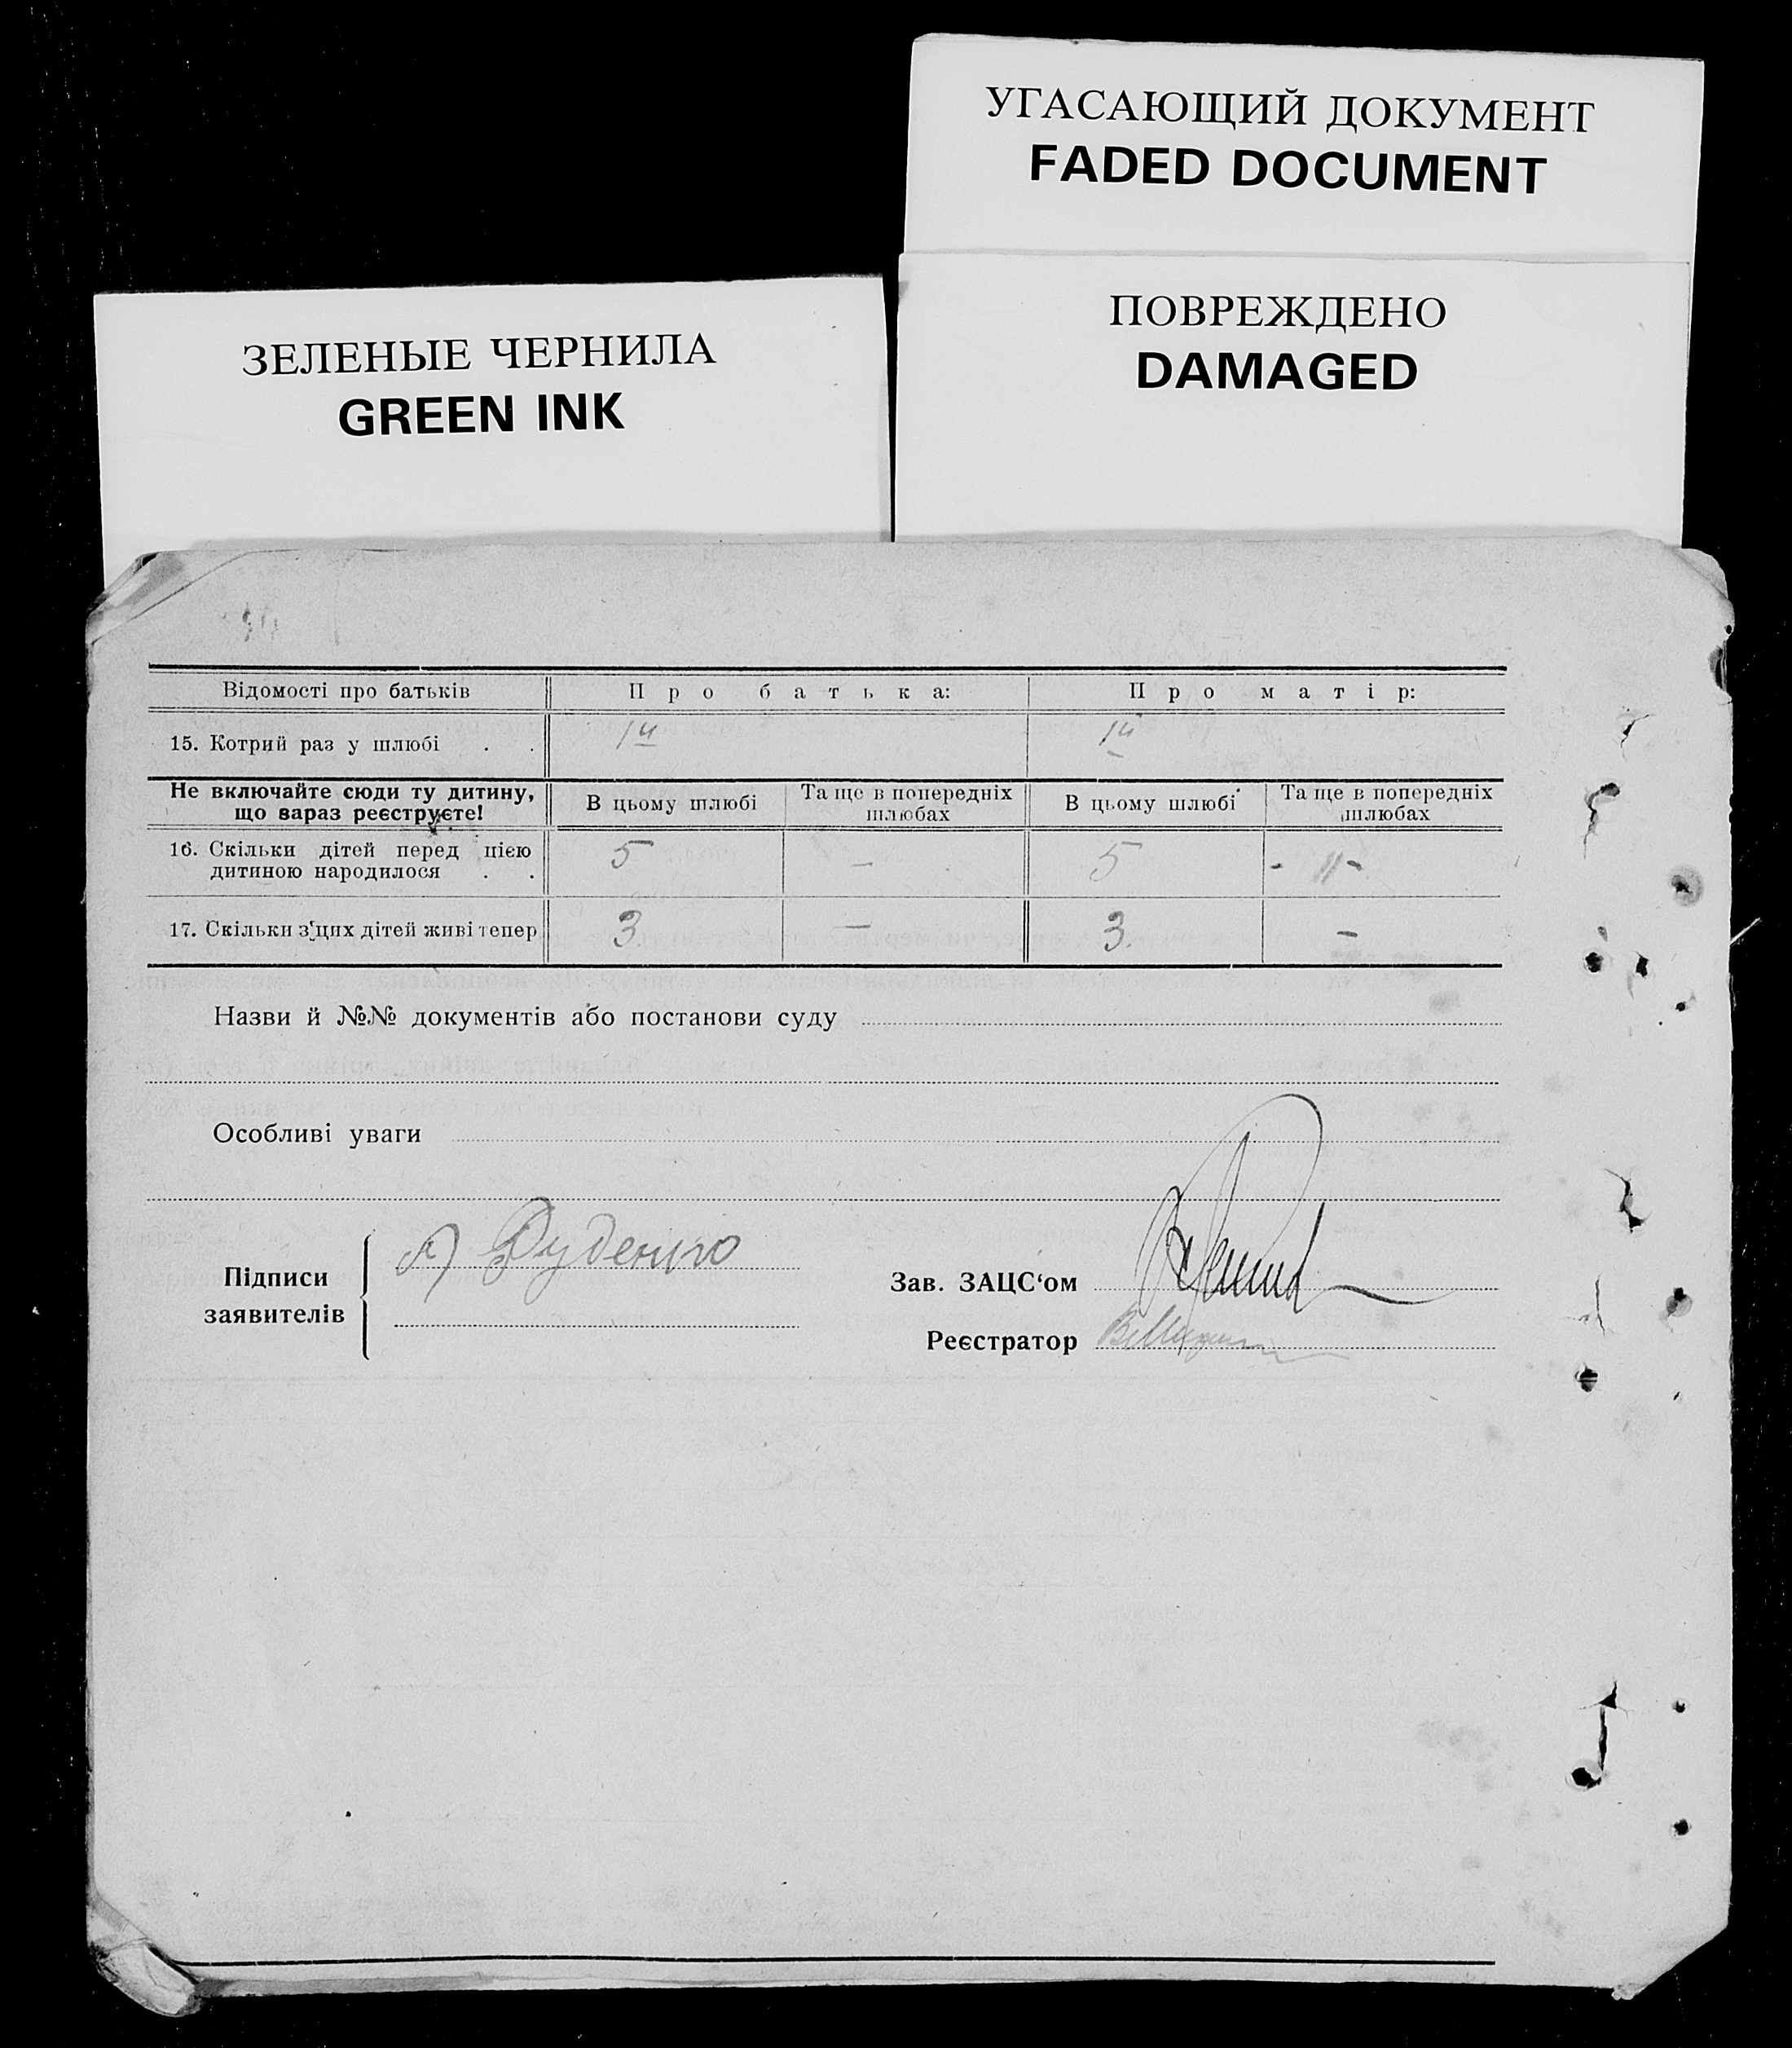 УГАСАЮЩИЙ ДОКУМЕНТ
FADED DOCUMENT
ЗЕЛЕНЫЕ ЧЕРНИЛА
GREEN INK
ПОВРЕЖДЕНО
DAMAGED
Відомості про батьків Про батька: Про матір:
15. Котрий раз у шлюбі . . 1й 1й
Не включайте сюди ту дитину,
що вараз реєструєте!
В цьому шлюбі
Та ще в попередніх
шлюбах
В цьому шлюбі
Та ще в попередніх
шлюбах
16. Скільки дітей перед цією
дитиною народилося . . 5 — 5 - 〃 -
17. Скільки з'цих дітей живі тепер 3 — 3. —
Назви й №№ документів або постанови суду
Особливі уваги
Підписи
заявителів
Руденко
Зав. ЗАЦС‘ом
Реєстратор